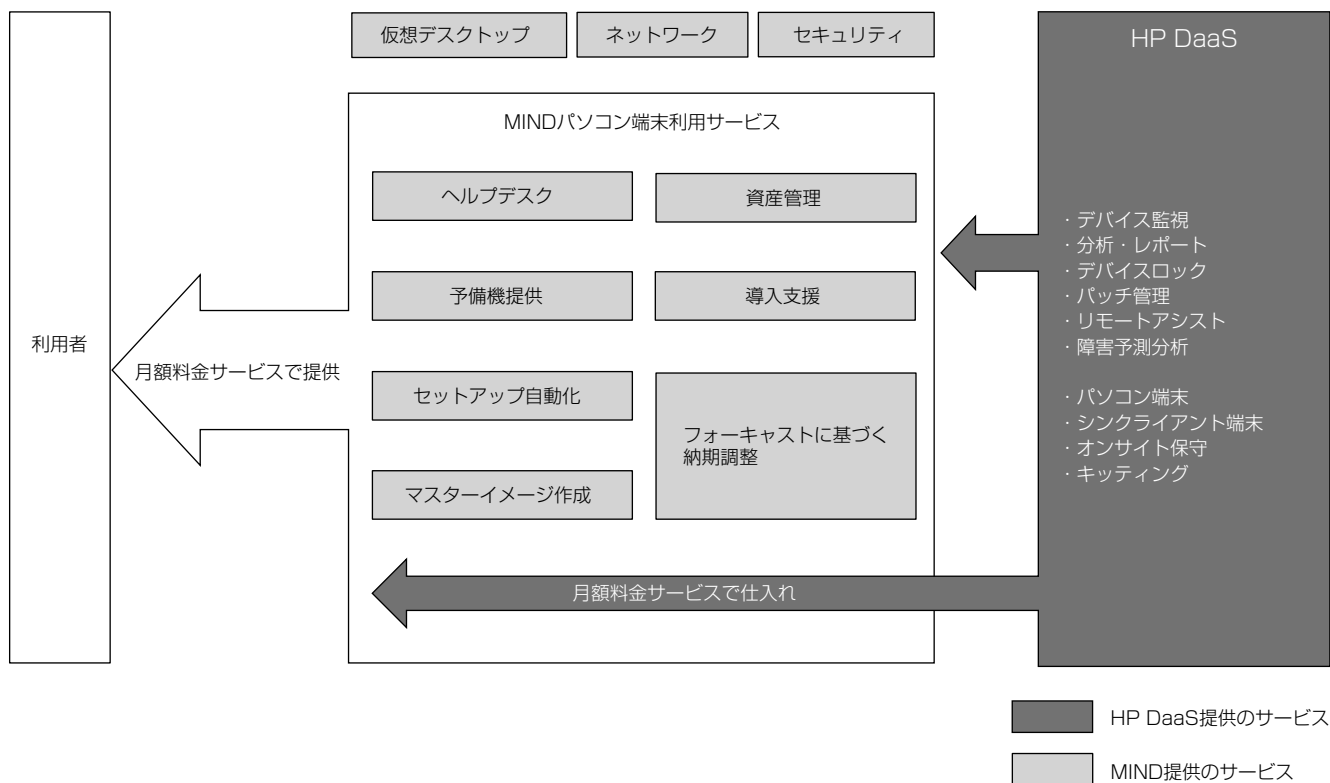 仮想デスクトップ
ネットワーク
セキュリティ
HP DaaS
MINDパソコン端末利用サービス
ヘルプデスク
資産管理
予備機提供
導入支援
セットアップ自動化
フォーキャストに基づく
納期調整
マスターイメージ作成
利用者
月額料金サービスで提供
月額料金サービスで仕入れ
・デバイス監視
・分析・レポート
・デバイスロック
・パッチ管理
・リモートアシスト
・障害予測分析
・パソコン端末
・シンクライアント端末
・オンサイト保守
・キッティング
HP DaaS提供のサービス
MIND提供のサービス